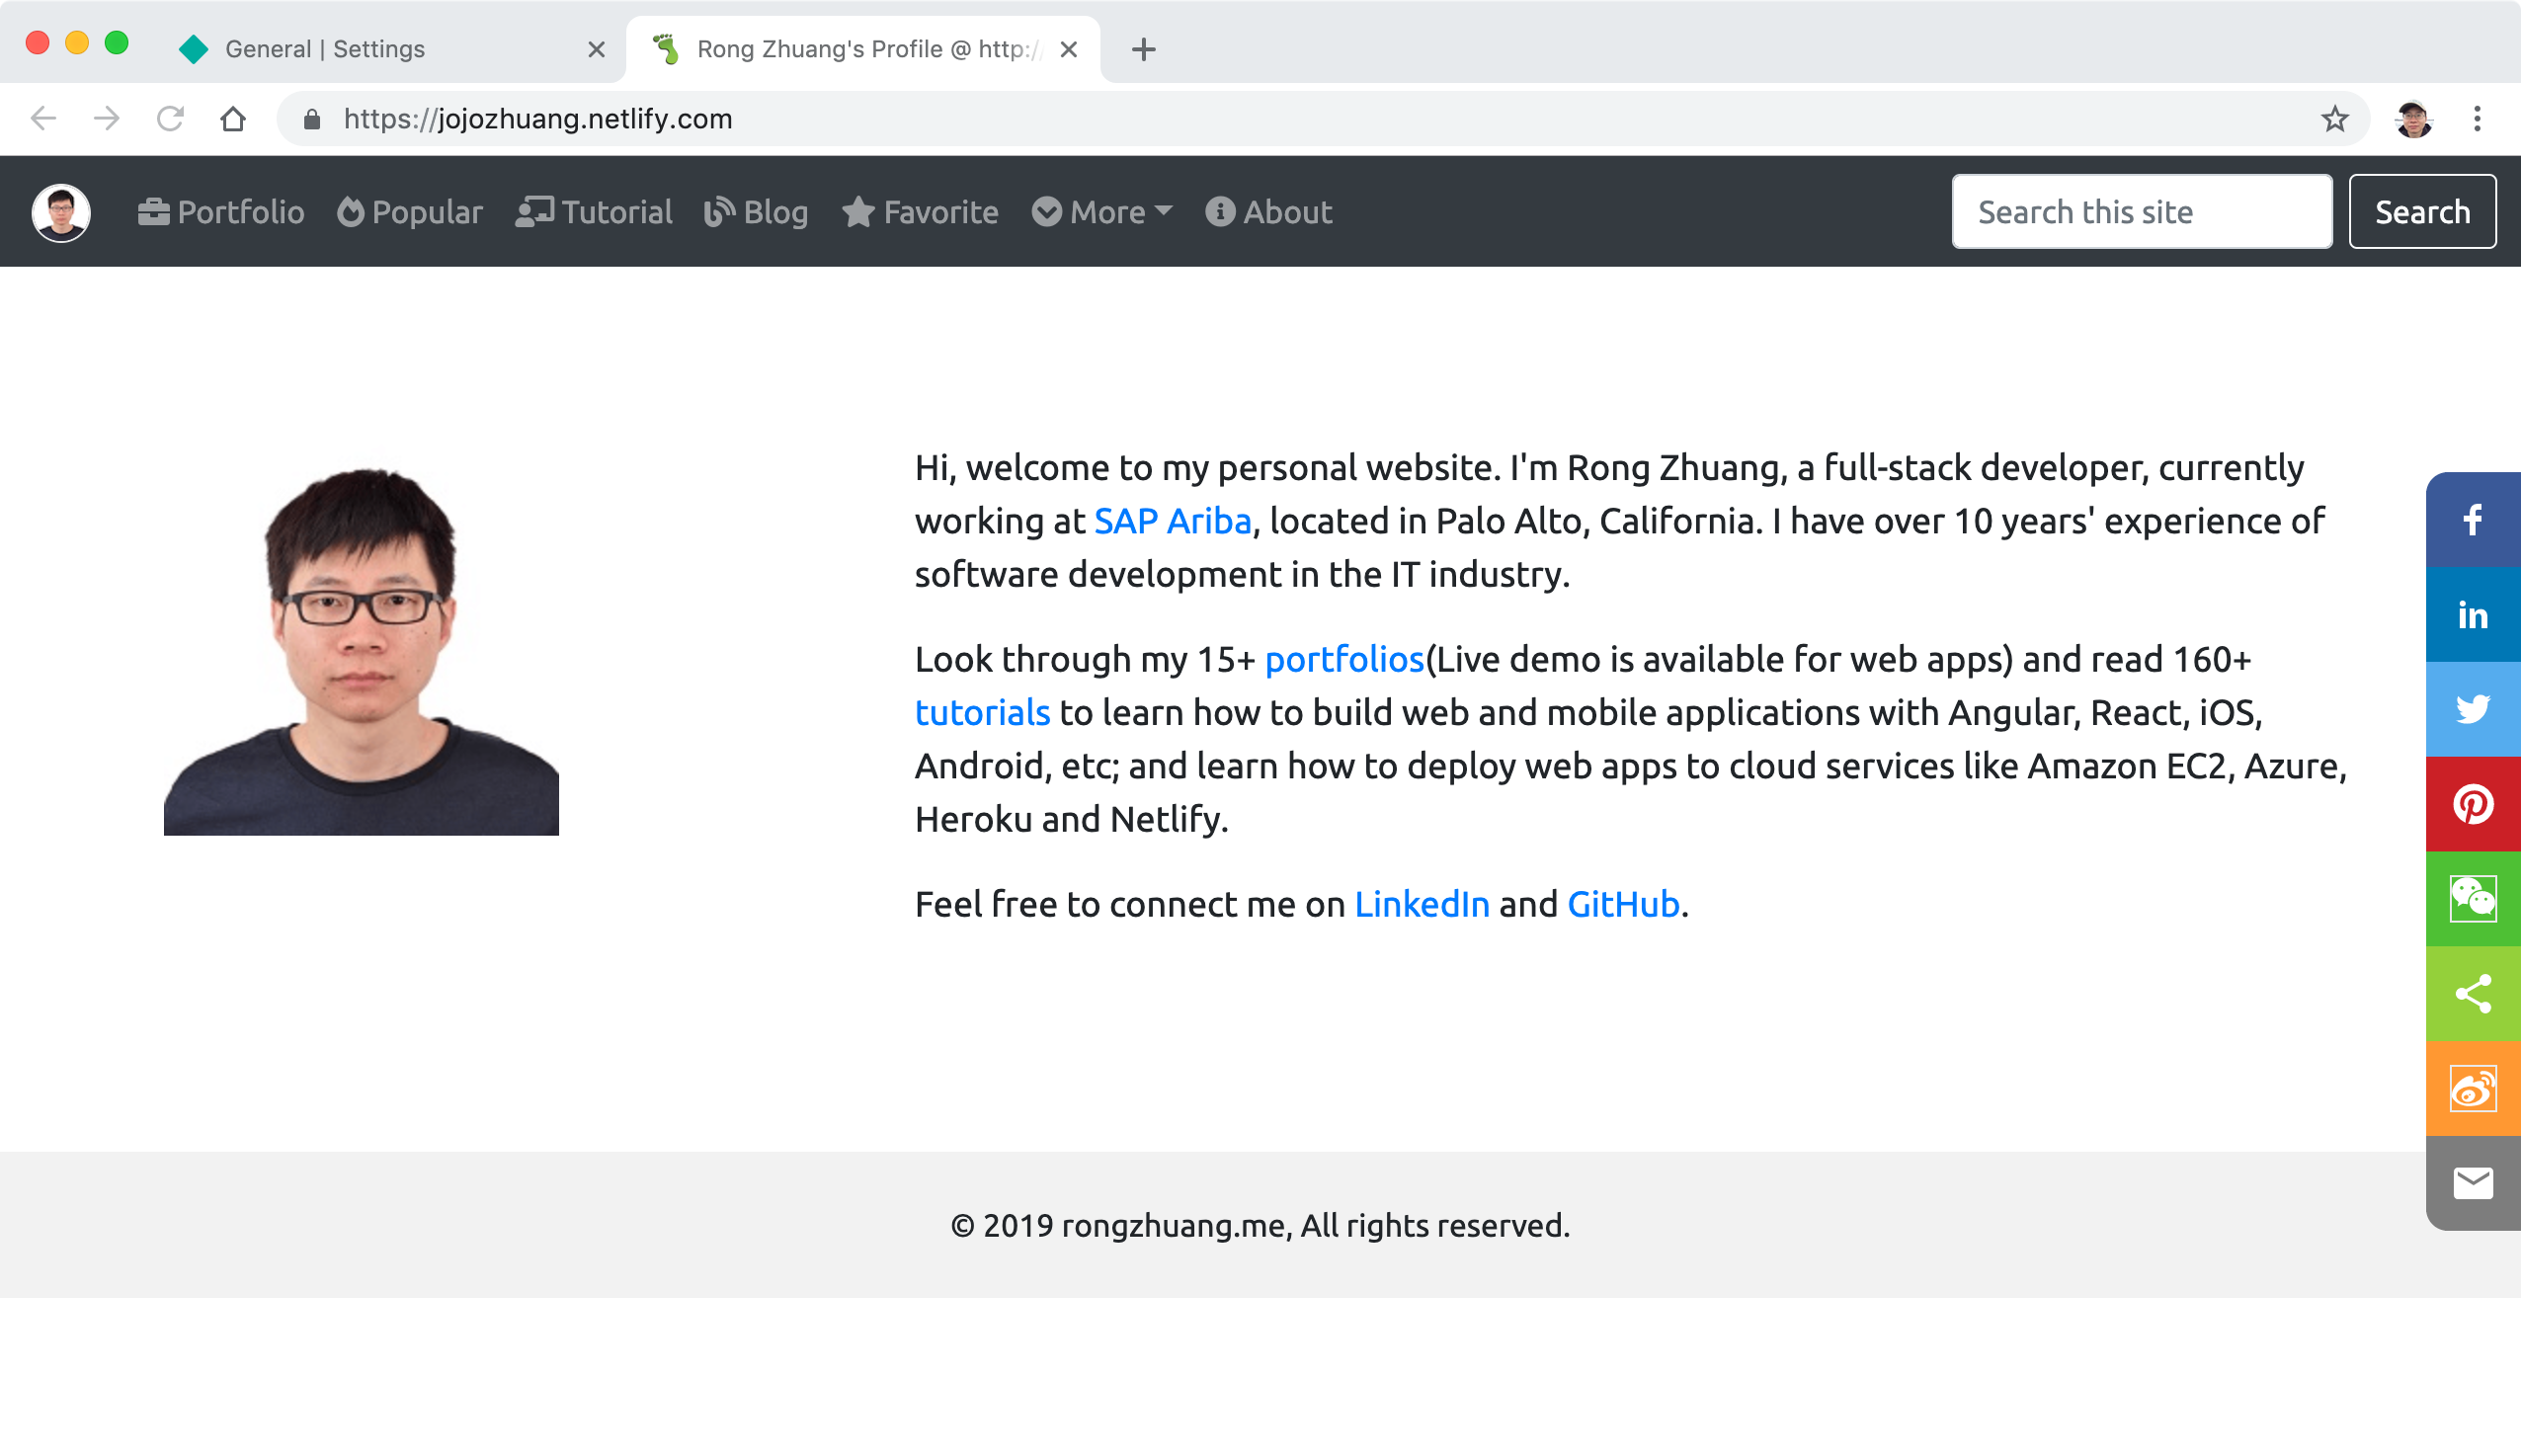 General | Settings
Rong Zhuang's Profile @ http:/
https://jojozhuang.netlify.com
Portfolio Popular Tutorial Blog Favorite More About
Search this site Search
Hi, welcome to my personal website. I'm Rong Zhuang, a full-stack developer, currently
working at SAP Ariba, located in Palo Alto, California. I have over 10 years' experience of
software development in the IT industry.
Look through my 15+ portfolios(Live demo is available for web apps) and read 160+
tutorials to learn how to build web and mobile applications with Angular, React, iOS,
Android, etc; and learn how to deploy web apps to cloud services like Amazon EC2, Azure,
Heroku and Netlify.
Feel free to connect me on LinkedIn and GitHub.
© 2019 rongzhuang.me, All rights reserved.